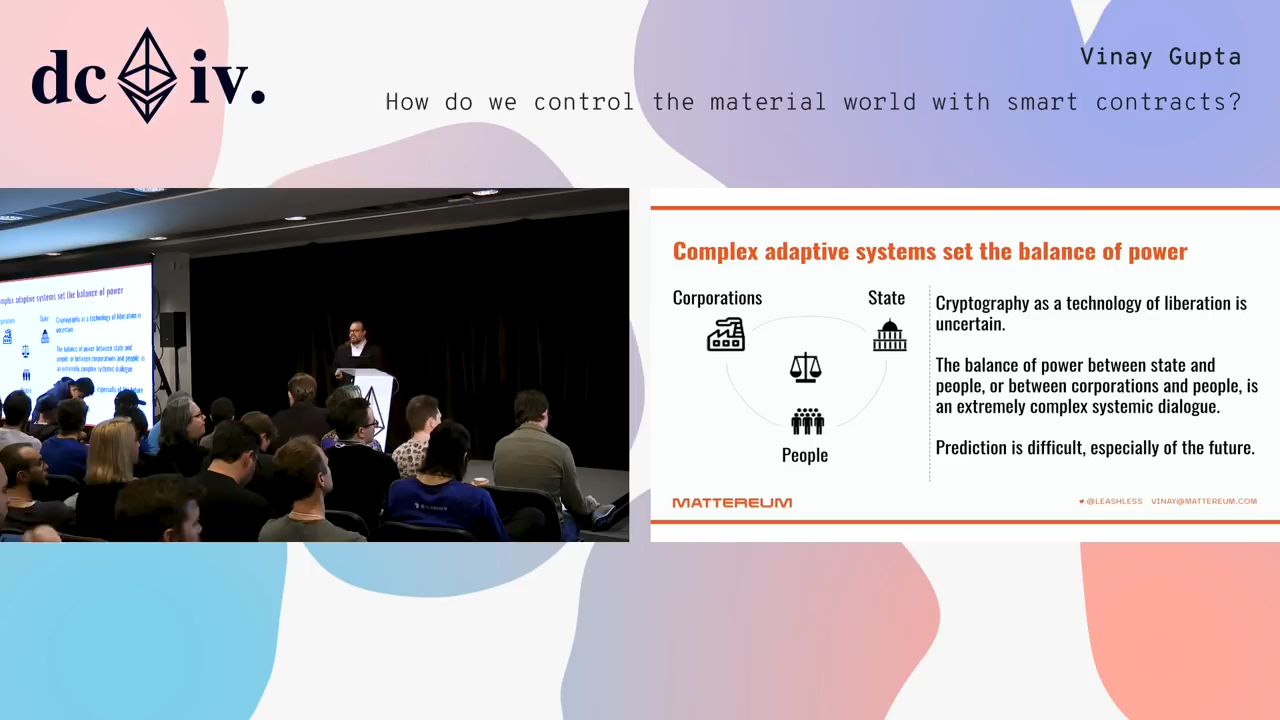 dc iv.
Vinay Gupta
How do we control the material world with smart contracts?
Complex adaptive systems set the balance of power
Corporations
State
People
Cryptography as a technology of liberation is
uncertain.
The balance of power between state and
people, or between corporations and people, is
an extremely complex systemic dialogue.
Prediction is difficult, especially of the future.
MATTEREUM
@LEASHLESS VINAY@MATTEREUM.COM